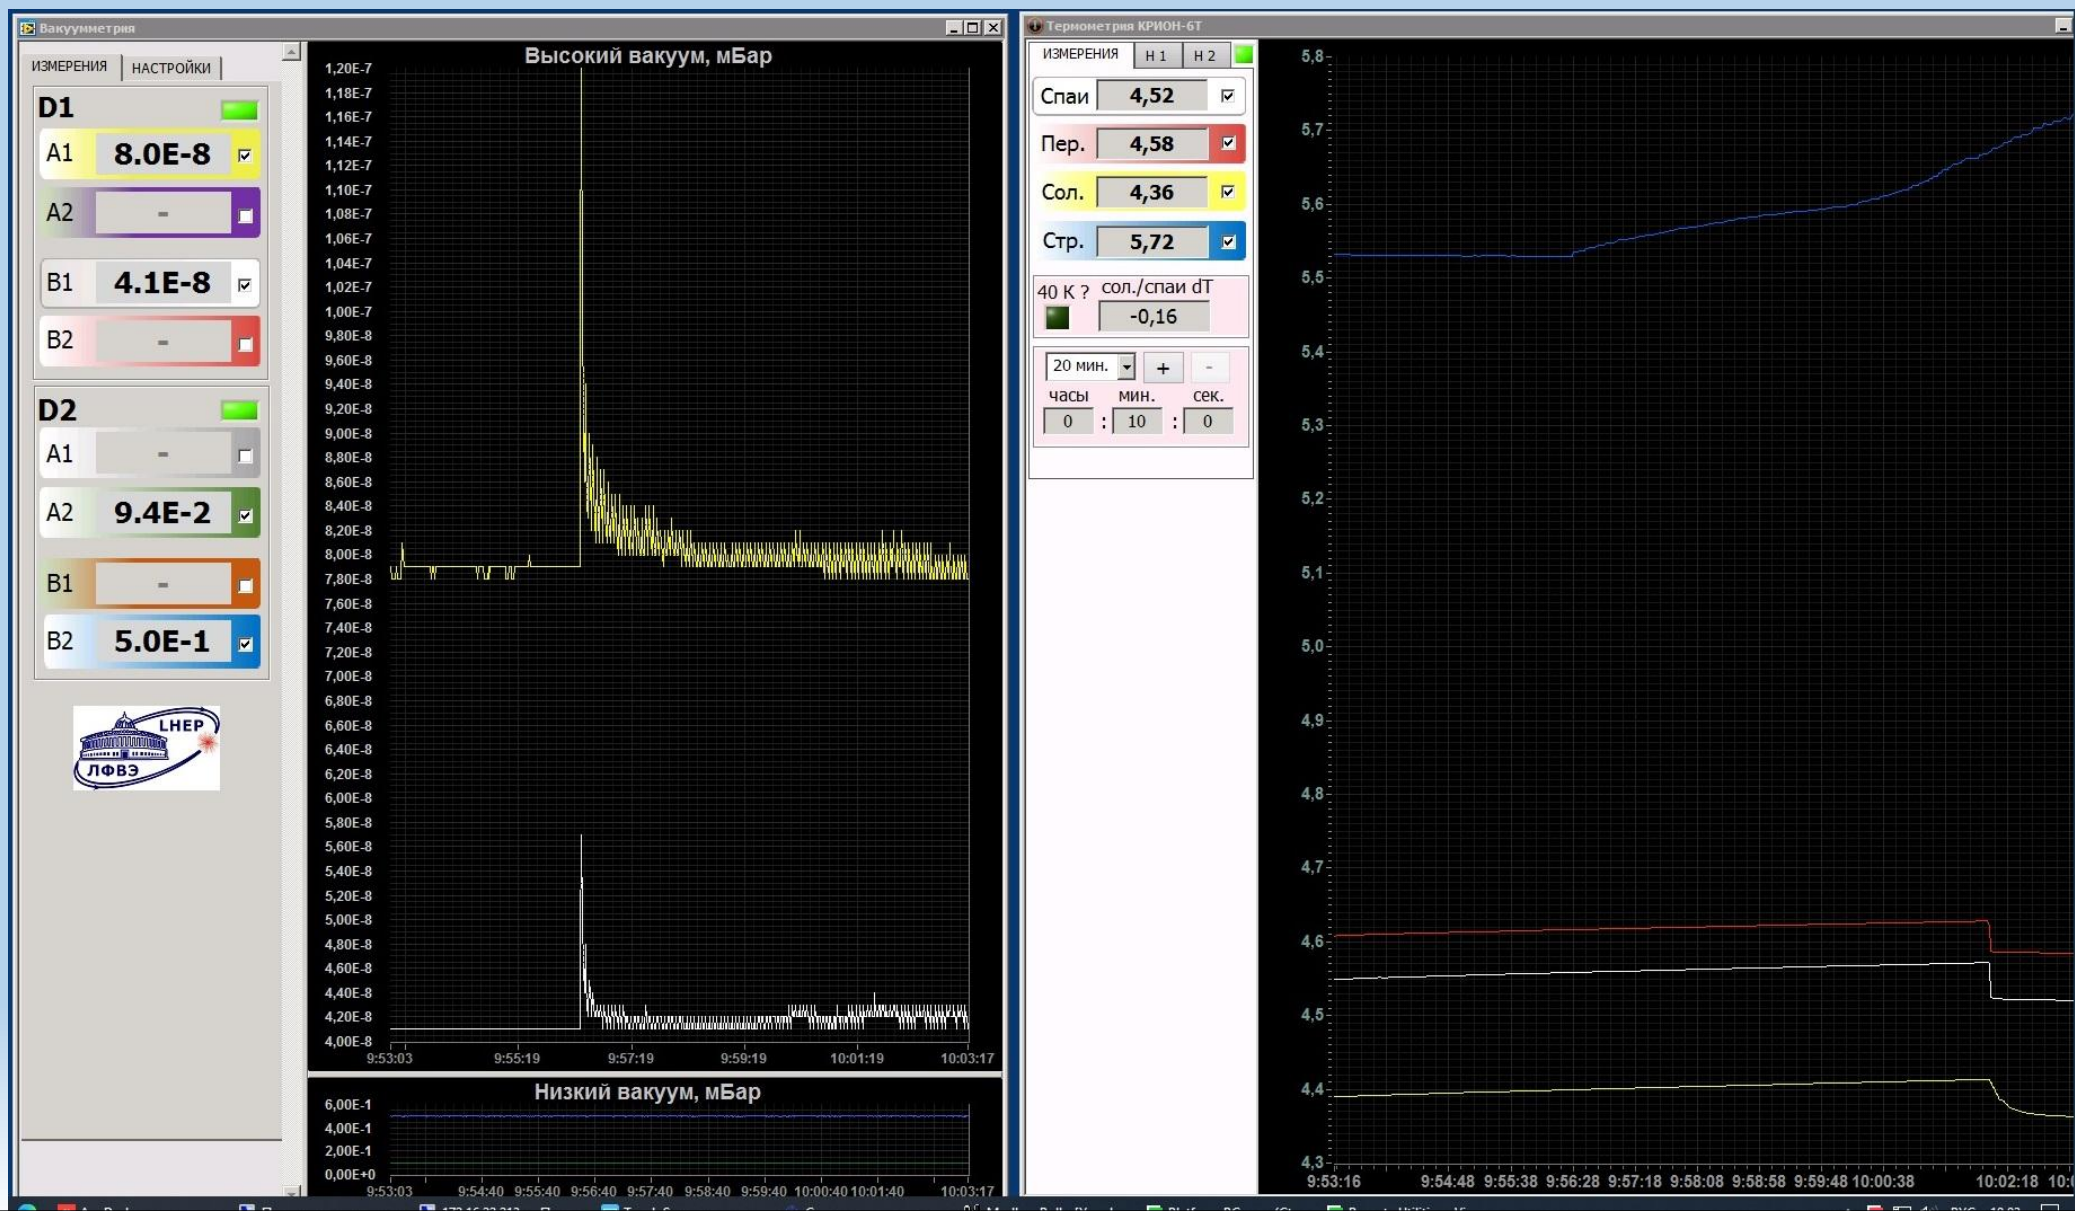 Вакуумметрия
ИЗМЕРЕНИЯ НАСТРОЙКИ
D1
A1 8.0E-8
A2 -
B1 4.1E-8
B2 -
D2
A1 -
A2 9.4E-2
B1 -
B2 5.0E-1
LHEP
ЛФВЭ
Высокий вакуум, мБар
1,20E-7
1,18E-7
1,16E-7
1,14E-7
1,12E-7
1,10E-7
1,08E-7
1,06E-7
1,04E-7
1,02E-7
1,00E-7
9,80E-8
9,60E-8
9,40E-8
9,20E-8
9,00E-8
8,80E-8
8,60E-8
8,40E-8
8,20E-8
8,00E-8
7,80E-8
7,60E-8
7,40E-8
7,20E-8
7,00E-8
6,80E-8
6,60E-8
6,40E-8
6,20E-8
6,00E-8
5,80E-8
5,60E-8
5,40E-8
5,20E-8
5,00E-8
4,80E-8
4,60E-8
4,40E-8
4,20E-8
4,00E-8
9:53:03 9:55:19 9:57:19 9:59:19 10:01:19 10:03:17
Низкий вакуум, мБар
6,00E-1
4,00E-1
2,00E-1
0,00E+0
9:53:03 9:54:40 9:55:40 9:56:40 9:57:40 9:58:40 9:59:40 10:00:40 10:01:40 10:03:17
Термометрия КРИОН-6Т
ИЗМЕРЕНИЯ Н 1 Н 2
Спаи 4,52
Пер. 4,58
Сол. 4,36
Стр. 5,72
40 К ? сол./спаи dT
-0,16
20 мин. + -
часы мин. сек.
0 : 10 : 0
5,8
5,7
5,6
5,5
5,4
5,3
5,2
5,1
5,0
4,9
4,8
4,7
4,6
4,5
4,4
4,3
9:53:16 9:54:48 9:55:38 9:56:28 9:57:18 9:58:08 9:58:58 9:59:48 10:00:38 10:02:18